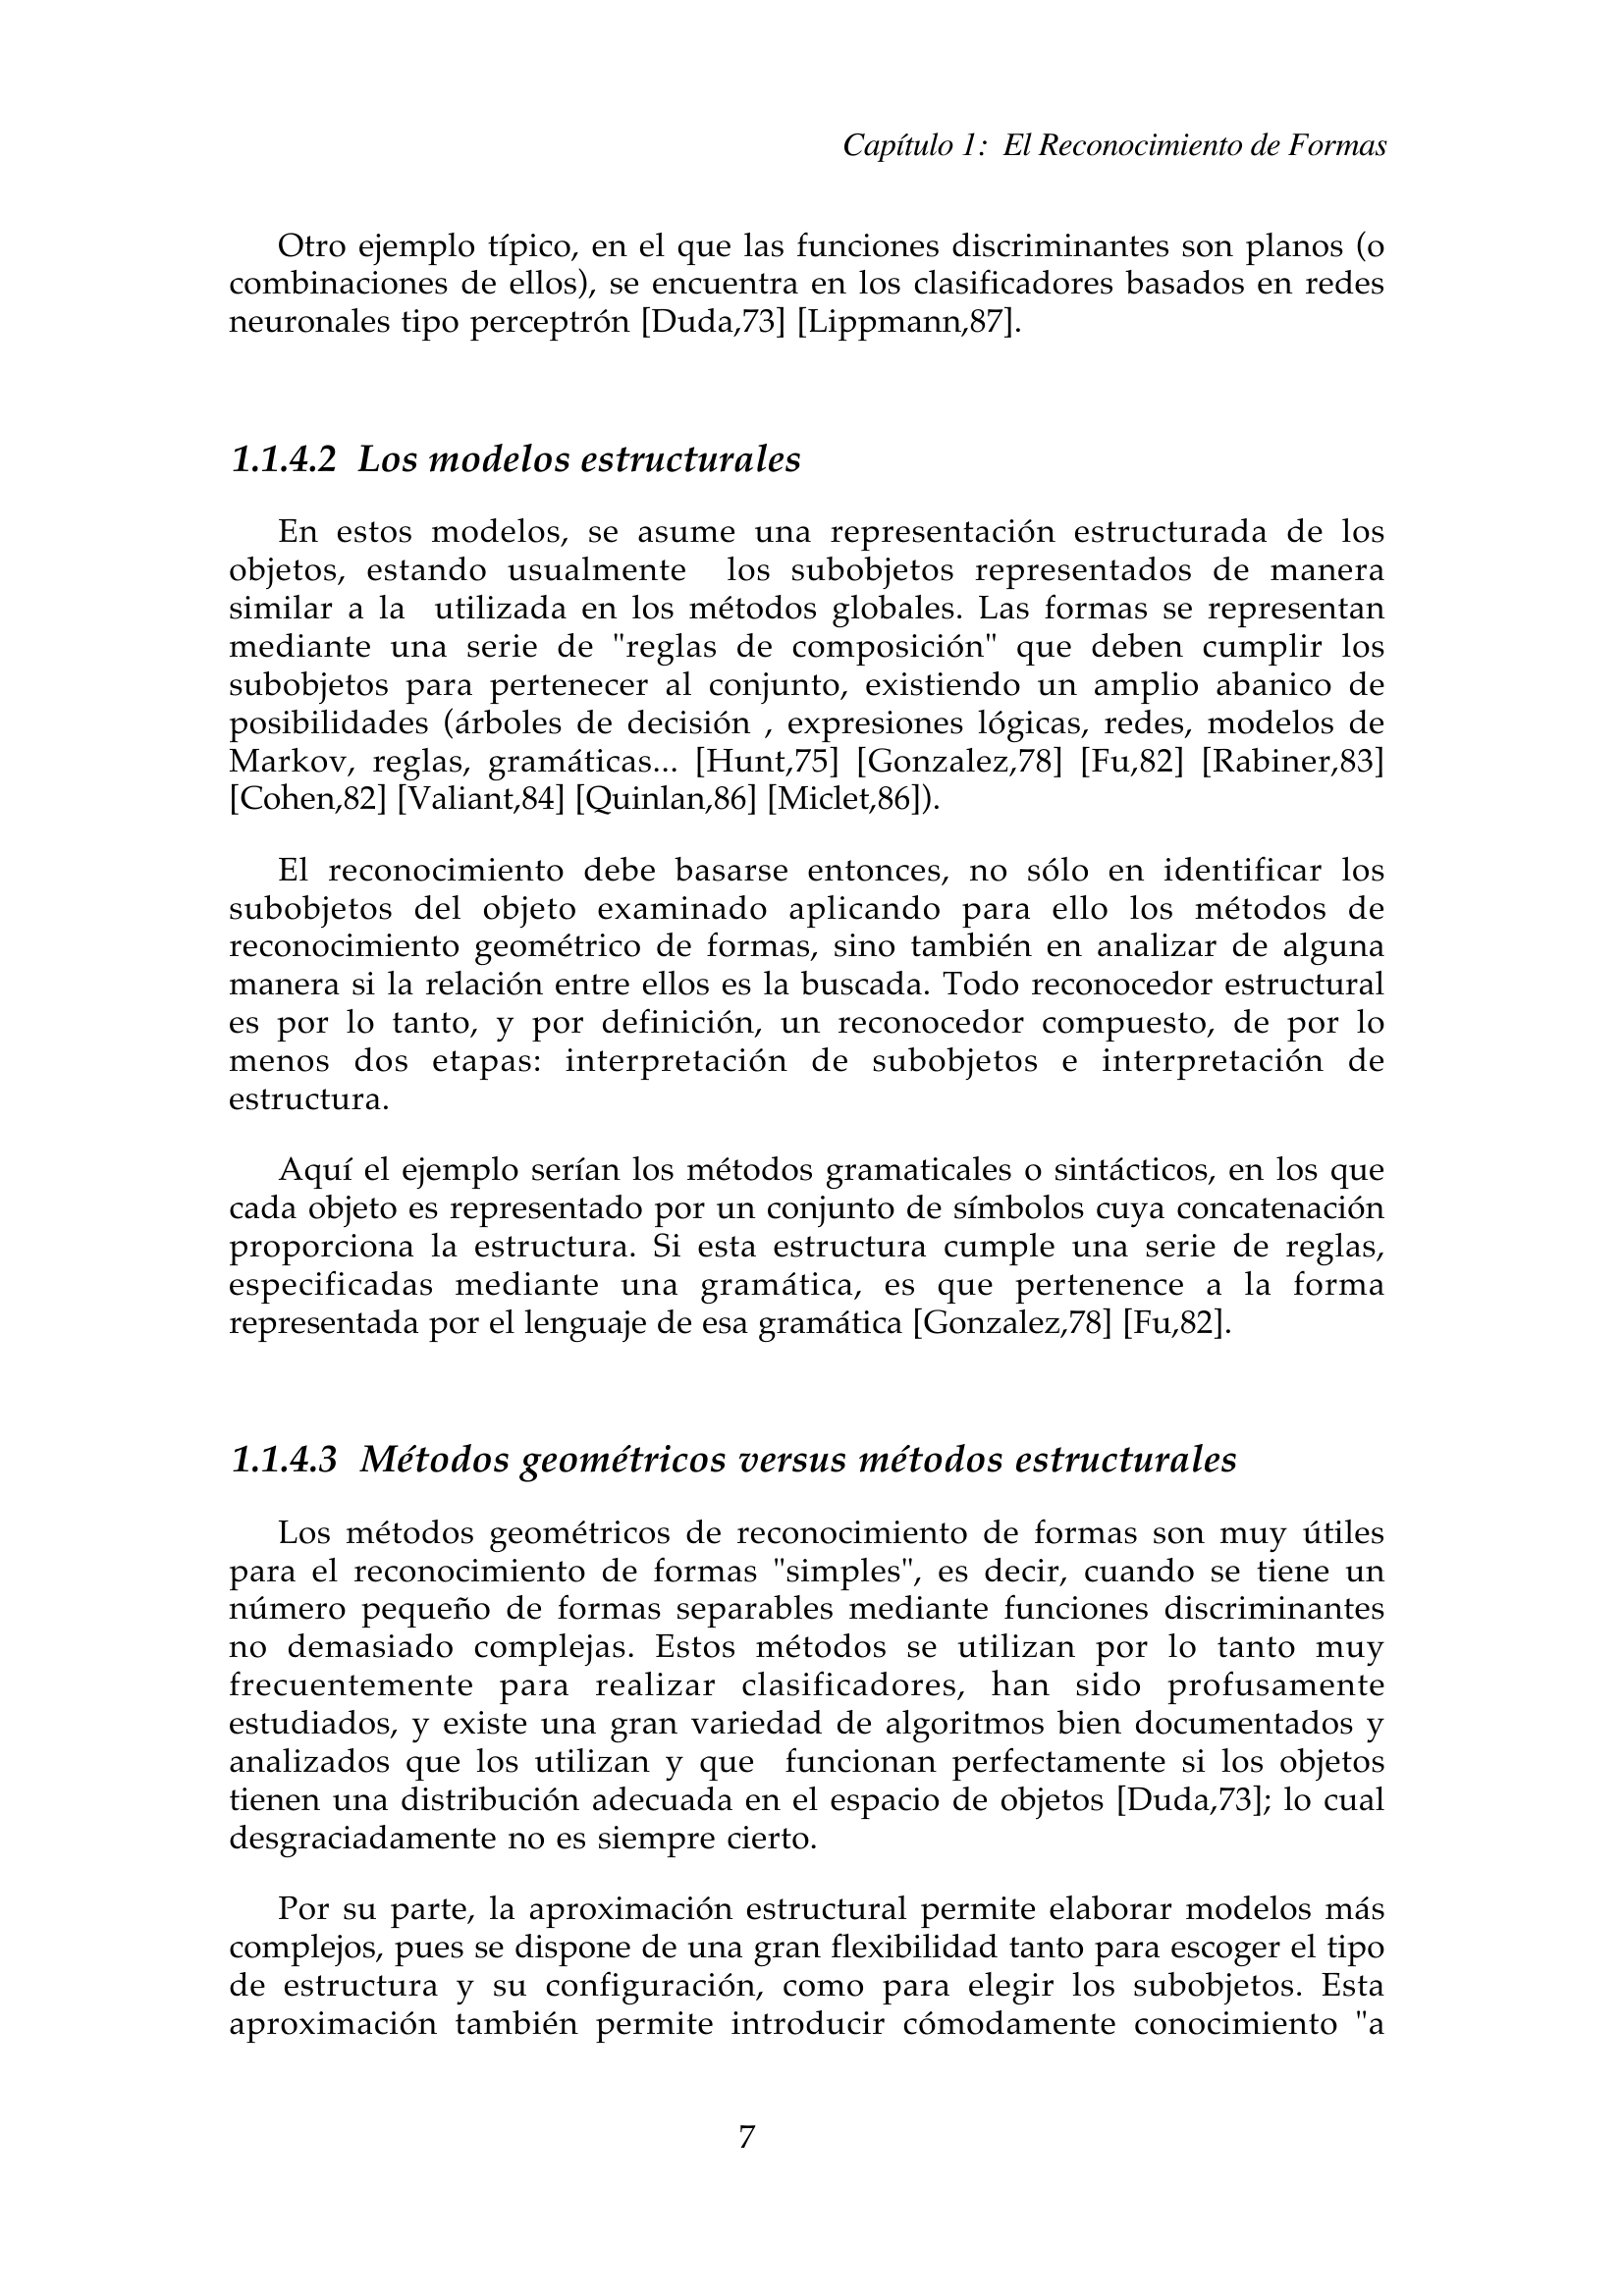 Capítulo 1:  El Reconocimiento de Formas
Otro ejemplo típico, en el que las funciones discriminantes son planos (o
combinaciones de ellos), se encuentra en los clasificadores basados en redes
neuronales tipo perceptrón [Duda,73] [Lippmann,87].
1.1.4.2  Los modelos estructurales
En estos modelos, se asume una representación estructurada de los
objetos, estando usualmente  los subobjetos representados de manera
similar a la  utilizada en los métodos globales. Las formas se representan
mediante una serie de "reglas de composición" que deben cumplir los
subobjetos para pertenecer al conjunto, existiendo un amplio abanico de
posibilidades (árboles de decisión , expresiones lógicas, redes, modelos de
Markov, reglas, gramáticas... [Hunt,75] [Gonzalez,78] [Fu,82] [Rabiner,83]
[Cohen,82] [Valiant,84] [Quinlan,86] [Miclet,86]).
El reconocimiento debe basarse entonces, no sólo en identificar los
subobjetos del objeto examinado aplicando para ello los métodos de
reconocimiento geométrico de formas, sino también en analizar de alguna
manera si la relación entre ellos es la buscada. Todo reconocedor estructural
es por lo tanto, y por definición, un reconocedor compuesto, de por lo
menos dos etapas: interpretación de subobjetos e interpretación de
estructura.
Aquí el ejemplo serían los métodos gramaticales o sintácticos, en los que
cada objeto es representado por un conjunto de símbolos cuya concatenación
proporciona la estructura. Si esta estructura cumple una serie de reglas,
especificadas mediante una gramática, es que pertenence a la forma
representada por el lenguaje de esa gramática [Gonzalez,78] [Fu,82].
1.1.4.3  Métodos geométricos versus métodos estructurales
Los métodos geométricos de reconocimiento de formas son muy útiles
para el reconocimiento de formas "simples", es decir, cuando se tiene un
número pequeño de formas separables mediante funciones discriminantes
no demasiado complejas. Estos métodos se utilizan por lo tanto muy
frecuentemente para realizar clasificadores, han sido profusamente
estudiados, y existe una gran variedad de algoritmos bien documentados y
analizados que los utilizan y que  funcionan perfectamente si los objetos
tienen una distribución adecuada en el espacio de objetos [Duda,73]; lo cual
desgraciadamente no es siempre cierto.
Por su parte, la aproximación estructural permite elaborar modelos más
complejos, pues se dispone de una gran flexibilidad tanto para escoger el tipo
de estructura y su configuración, como para elegir los subobjetos. Esta
aproximación también permite introducir cómodamente conocimiento "a
7